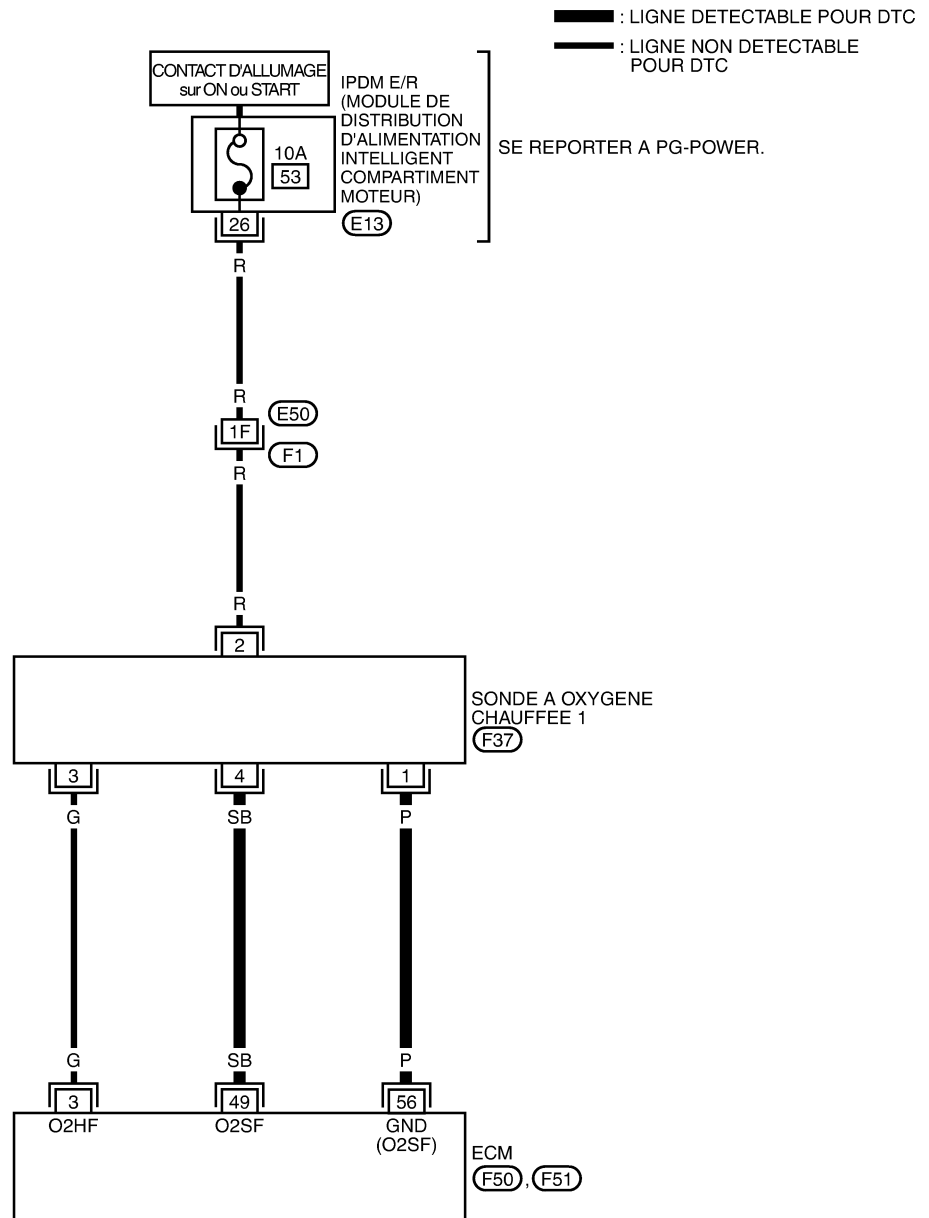 : LIGNE DETECTABLE POUR DTC
: LIGNE NON DETECTABLE
POUR DTC
CONTACT D'ALLUMAGE
sur ON ou START
IPDM E/R
(MODULE DE
DISTRIBUTION
D'ALIMENTATION
INTELLIGENT
COMPARTIMENT
MOTEUR)
E13
SE REPORTER A PG-POWER.
10A
53
26
R
R
E50
1F
F1
R
R
2
SONDE A OXYGENE
CHAUFFEE 1
F37
3 4 1
G SB P
G SB P
3 49 56
O2HF O2SF GND
(O2SF)
ECM
F50 , F51